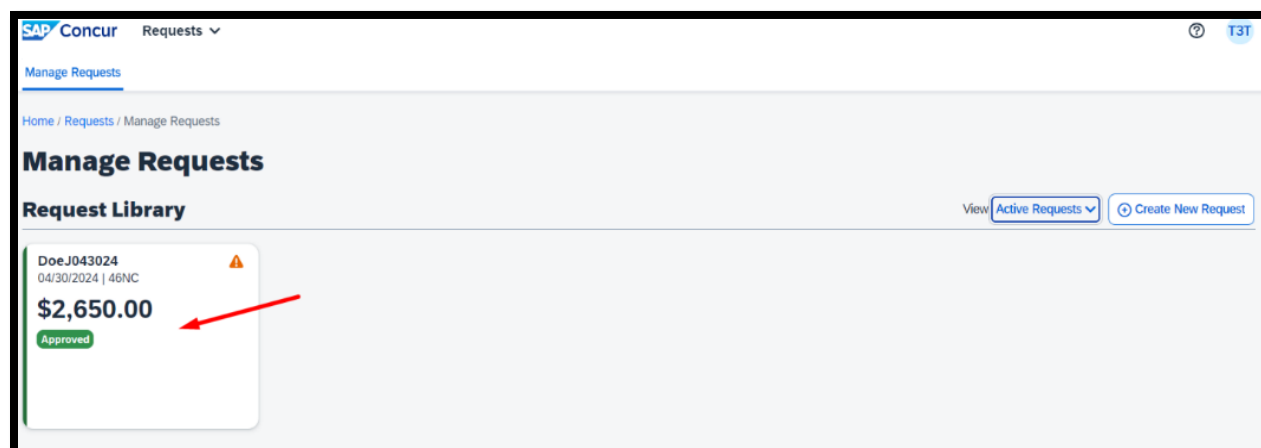 SAP Concur Requests T3T
Manage Requests
Home / Requests / Manage Requests
Manage Requests
Request Library View Active Requests Create New Request
DoeJ043024
04/30/2024 | 46NC
$2,650.00
Approved